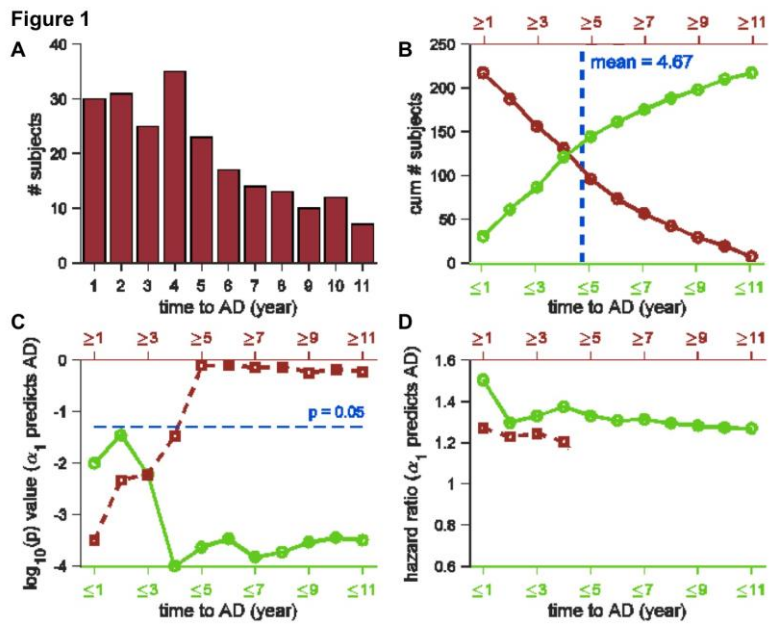 Figure 1
A
40
30
20
10
0
# subjects
1 2 3 4 5 6 7 8 9 10 11
time to AD (year)
B
≥1 ≥3 ≥5 ≥7 ≥9 ≥11
250
200
150
100
50
0
cum # subjects
mean = 4.67
≤1 ≤3 ≤5 ≤7 ≤9 ≤11
time to AD (year)
C
≥1 ≥3 ≥5 ≥7 ≥9 ≥11
0
-1
-2
-3
-4
log10(p) value (α1 predicts AD)
p = 0.05
≤1 ≤3 ≤5 ≤7 ≤9 ≤11
time to AD (year)
D
≥1 ≥3 ≥5 ≥7 ≥9 ≥11
1.6
1.4
1.2
1
0.8
0.6
hazard ratio (α1 predicts AD)
≤1 ≤3 ≤5 ≤7 ≤9 ≤11
time to AD (year)